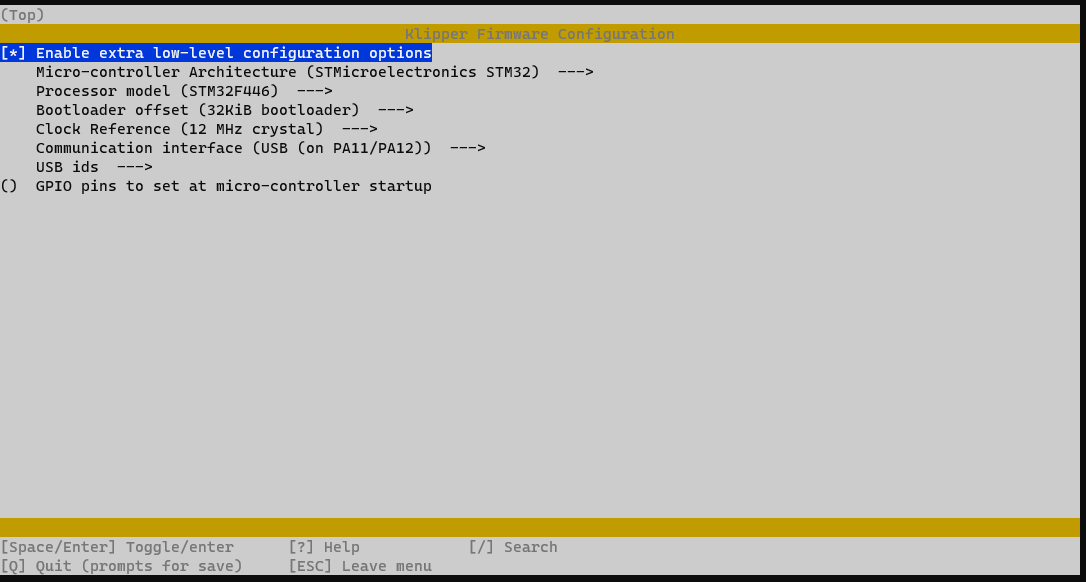 (Top)
Klipper Firmware Configuration
[*] Enable extra low-level configuration options
Micro-controller Architecture (STMicroelectronics STM32)  --->
Processor model (STM32F446)  --->
Bootloader offset (32KiB bootloader)  --->
Clock Reference (12 MHz crystal)  --->
Communication interface (USB (on PA11/PA12))  --->
USB ids  --->
()  GPIO pins to set at micro-controller startup
[Space/Enter] Toggle/enter      [?] Help            [/] Search
[Q] Quit (prompts for save)     [ESC] Leave menu